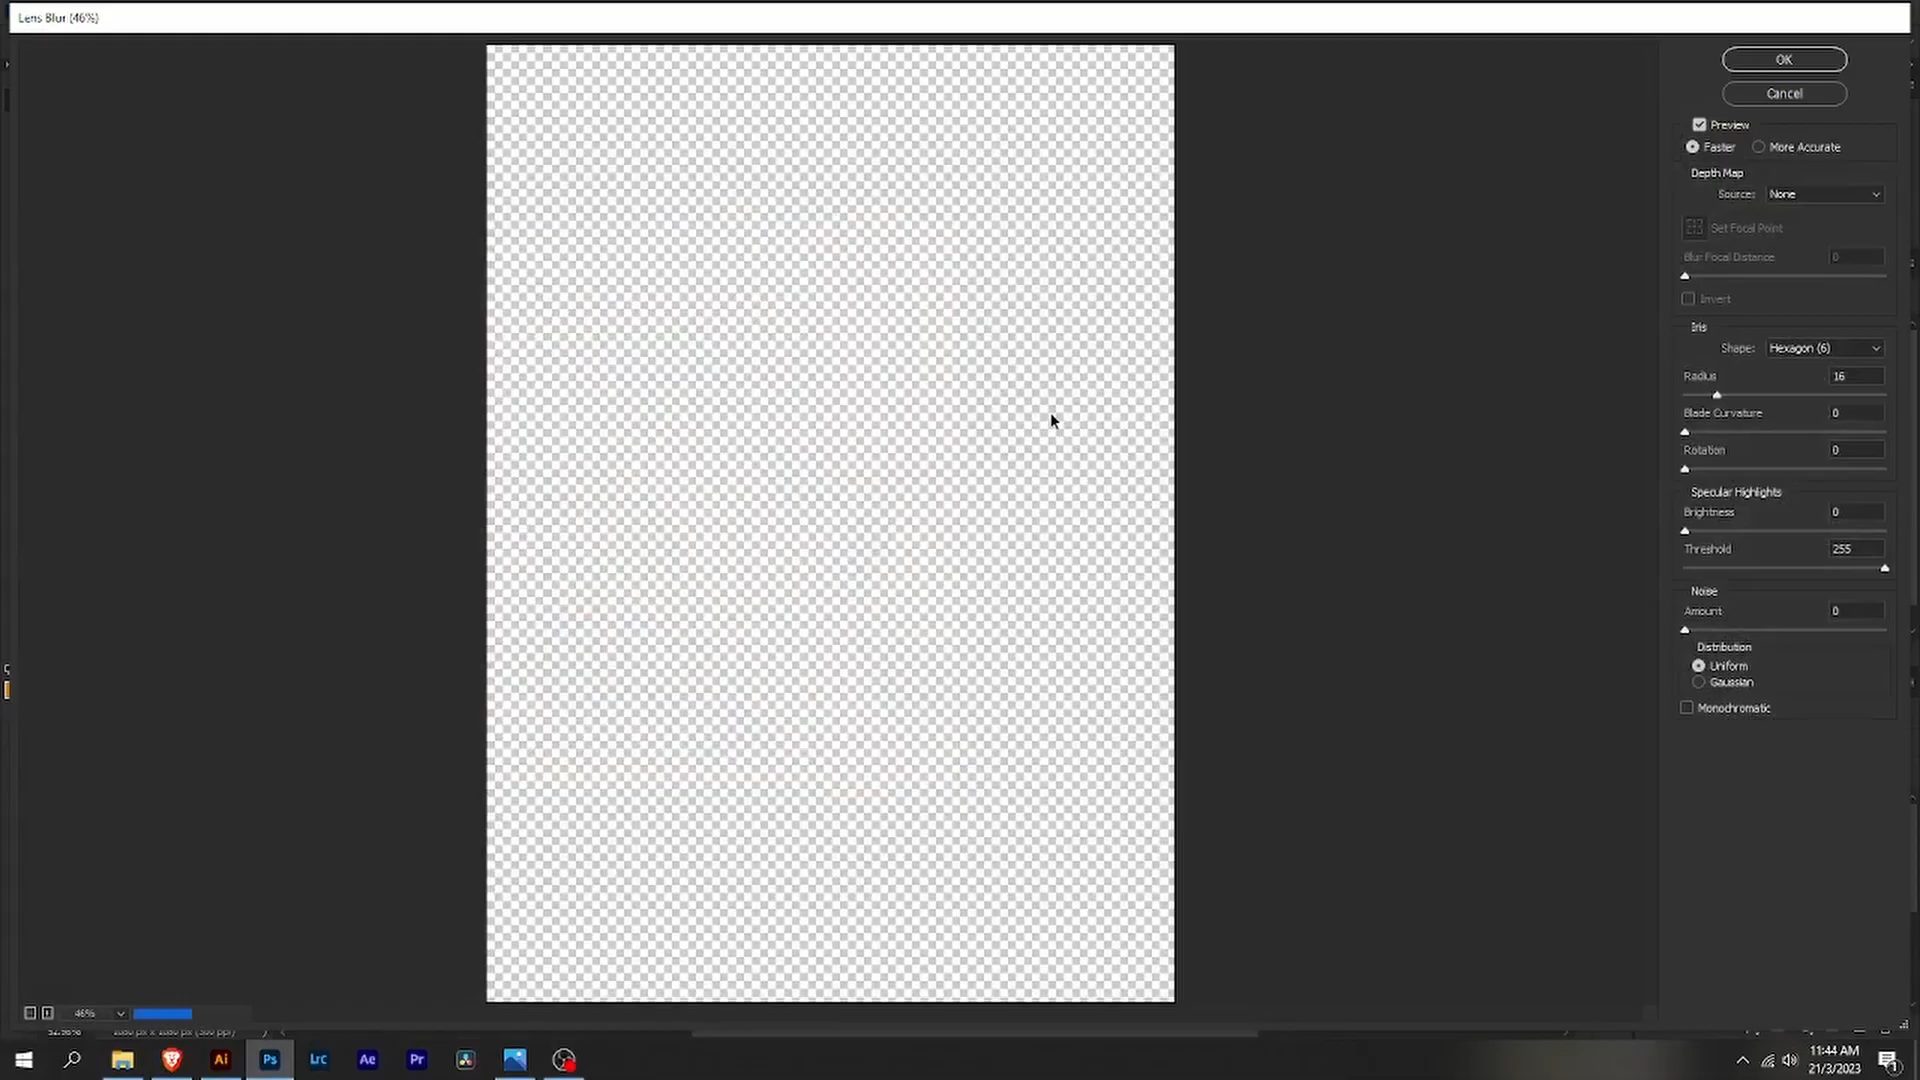 Lens Blur (46%)
OK
Cancel
Preview
Faster
More Accurate
Depth Map
Source: None
Set Focal Point
Blur Focal Distance 0
Invert
Iris
Shape: Hexagon (6)
Radius 16
Blade Curvature 0
Rotation 0
Specular Highlights
Brightness 0
Threshold 255
Noise
Amount 0
Distribution
Uniform
Gaussian
Monochromatic
46%
Ai
Ps
Lrc
Ae
Pr
11:44 AM
21/3/2023
1